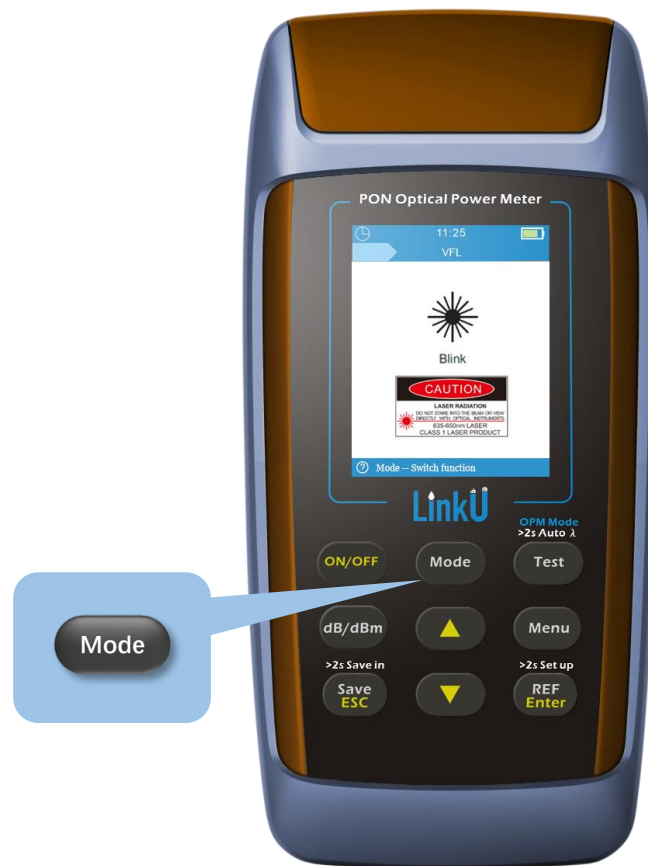 PON Optical Power Meter
11:25
VFL
Blink
CAUTION
LASER RADIATION
DO NOT STARE INTO THE BEAM OR VIEW
DIRECTLY WITH OPTICAL INSTRUMENTS
635-650nm LASER
CLASS 1 LASER PRODUCT
? Mode – Switch function
LinkU
OPM Mode
>2s Auto λ
ON/OFF
Mode
Test
dB/dBm
Menu
Mode
>2s Save in
>2s Set up
Save
ESC
REF
Enter